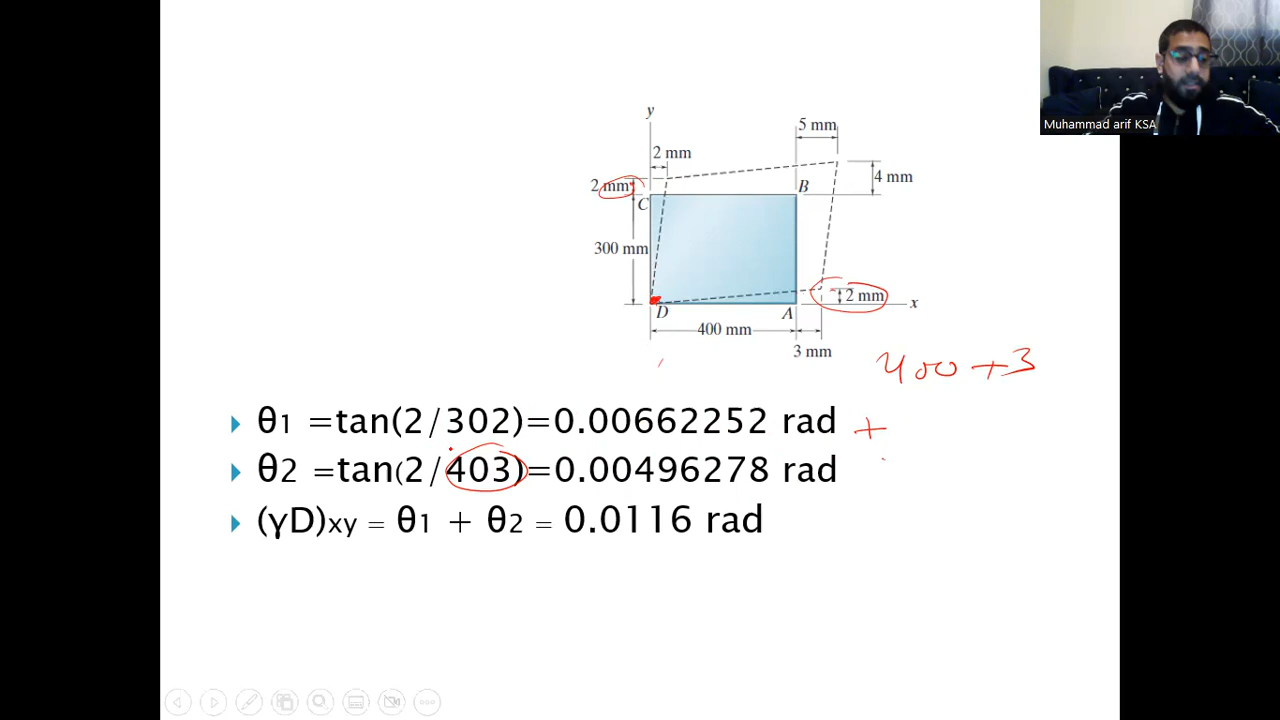 Muhammad arif KSA
y
5 mm
2 mm
2 mm
4 mm
C
B
300 mm
2 mm
D
A
x
400 mm
3 mm
400 + 3
θ1 =tan(2/302)=0.00662252 rad +
θ2 =tan(2/403)=0.00496278 rad
(γD)xy = θ1 + θ2 = 0.0116 rad